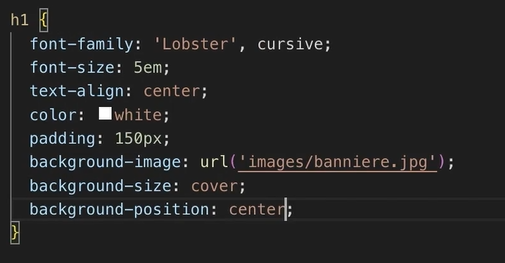 h1 {
font-family: 'Lobster', cursive;
font-size: 5em;
text-align: center;
color: white;
padding: 150px;
background-image: url('images/banniere.jpg');
background-size: cover;
background-position: center;
}